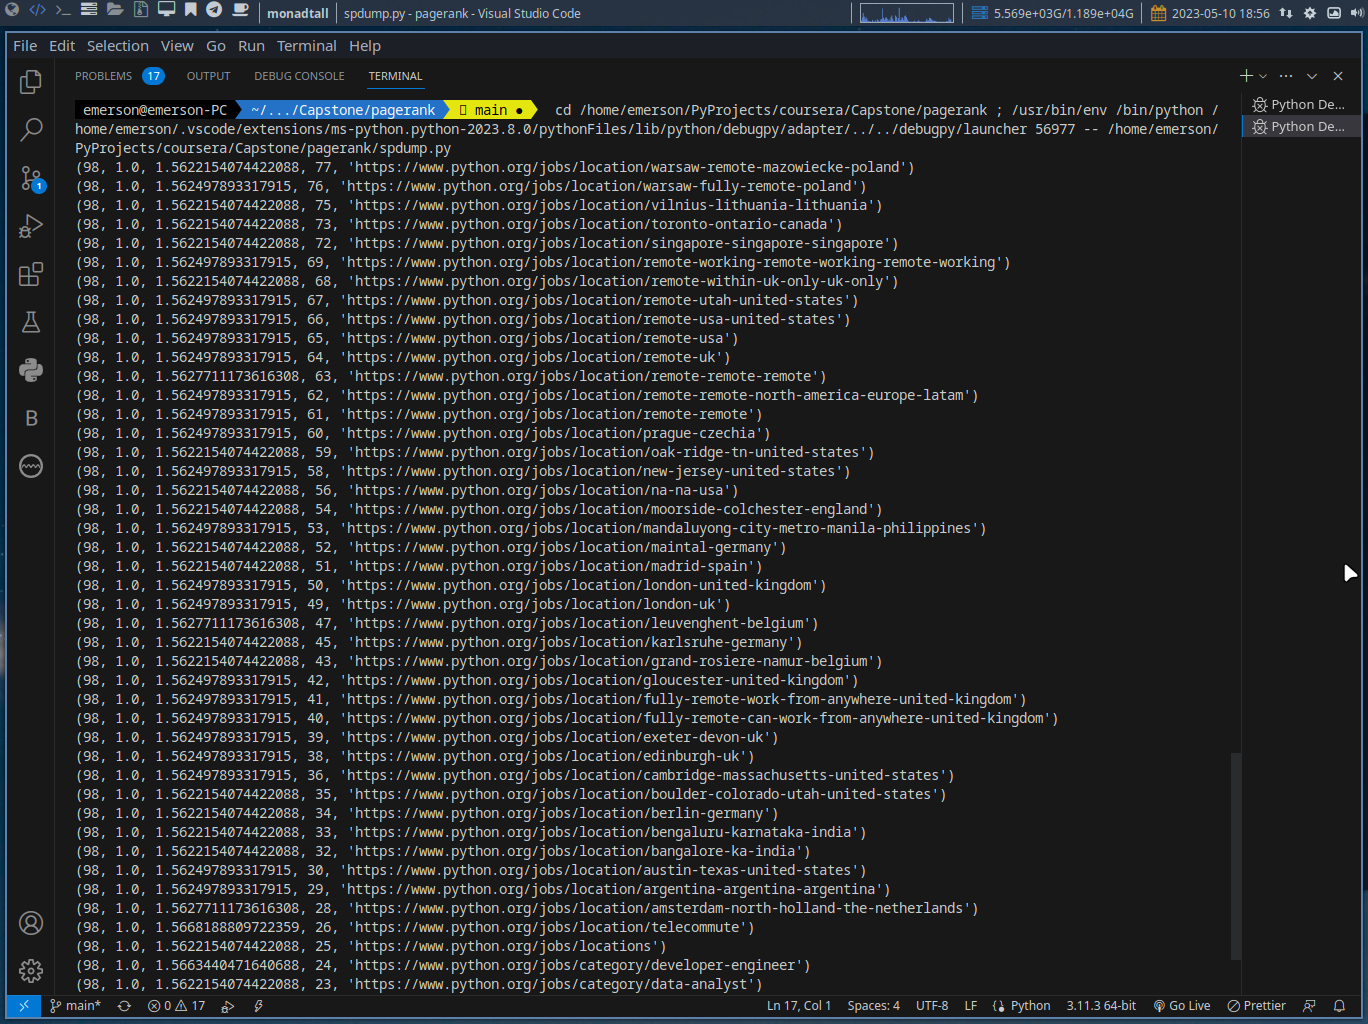 monadtall
spdump.py - pagerank - Visual Studio Code
5.569e+03G/1.189e+04G
2023-05-10 18:56
File Edit Selection View Go Run Terminal Help
PROBLEMS 17 OUTPUT DEBUG CONSOLE TERMINAL
emerson@emerson-PC ~/.../Capstone/pagerank main ● cd /home/emerson/PyProjects/coursera/Capstone/pagerank ; /usr/bin/env /bin/python /
home/emerson/.vscode/extensions/ms-python.python-2023.8.0/pythonFiles/lib/python/debugpy/adapter/../../debugpy/launcher 56977 -- /home/emerson/
PyProjects/coursera/Capstone/pagerank/spdump.py
Python De...
Python De...
(98, 1.0, 1.5622154074422088, 77, 'https://www.python.org/jobs/location/warsaw-remote-mazowiecke-poland')
(98, 1.0, 1.562497893317915, 76, 'https://www.python.org/jobs/location/warsaw-fully-remote-poland')
(98, 1.0, 1.5622154074422088, 75, 'https://www.python.org/jobs/location/vilnius-lithuania-lithuania')
(98, 1.0, 1.5622154074422088, 73, 'https://www.python.org/jobs/location/toronto-ontario-canada')
(98, 1.0, 1.5622154074422088, 72, 'https://www.python.org/jobs/location/singapore-singapore-singapore')
(98, 1.0, 1.562497893317915, 69, 'https://www.python.org/jobs/location/remote-working-remote-working-remote-working')
(98, 1.0, 1.5622154074422088, 68, 'https://www.python.org/jobs/location/remote-within-uk-only-uk-only')
(98, 1.0, 1.562497893317915, 67, 'https://www.python.org/jobs/location/remote-utah-united-states')
(98, 1.0, 1.562497893317915, 66, 'https://www.python.org/jobs/location/remote-usa-united-states')
(98, 1.0, 1.562497893317915, 65, 'https://www.python.org/jobs/location/remote-usa')
(98, 1.0, 1.562497893317915, 64, 'https://www.python.org/jobs/location/remote-uk')
(98, 1.0, 1.5627711173616308, 63, 'https://www.python.org/jobs/location/remote-remote-remote')
(98, 1.0, 1.562497893317915, 62, 'https://www.python.org/jobs/location/remote-remote-north-america-europe-latam')
(98, 1.0, 1.562497893317915, 61, 'https://www.python.org/jobs/location/remote-remote')
(98, 1.0, 1.562497893317915, 60, 'https://www.python.org/jobs/location/prague-czechia')
(98, 1.0, 1.5622154074422088, 59, 'https://www.python.org/jobs/location/oak-ridge-tn-united-states')
(98, 1.0, 1.562497893317915, 58, 'https://www.python.org/jobs/location/new-jersey-united-states')
(98, 1.0, 1.5622154074422088, 56, 'https://www.python.org/jobs/location/na-na-usa')
(98, 1.0, 1.5622154074422088, 54, 'https://www.python.org/jobs/location/moorside-colchester-england')
(98, 1.0, 1.562497893317915, 53, 'https://www.python.org/jobs/location/mandaluyong-city-metro-manila-philippines')
(98, 1.0, 1.5622154074422088, 52, 'https://www.python.org/jobs/location/maintal-germany')
(98, 1.0, 1.5622154074422088, 51, 'https://www.python.org/jobs/location/madrid-spain')
(98, 1.0, 1.562497893317915, 50, 'https://www.python.org/jobs/location/london-united-kingdom')
(98, 1.0, 1.562497893317915, 49, 'https://www.python.org/jobs/location/london-uk')
(98, 1.0, 1.5627711173616308, 47, 'https://www.python.org/jobs/location/leuvenghent-belgium')
(98, 1.0, 1.5622154074422088, 45, 'https://www.python.org/jobs/location/karlsruhe-germany')
(98, 1.0, 1.5622154074422088, 43, 'https://www.python.org/jobs/location/grand-rosiere-namur-belgium')
(98, 1.0, 1.562497893317915, 42, 'https://www.python.org/jobs/location/gloucester-united-kingdom')
(98, 1.0, 1.562497893317915, 41, 'https://www.python.org/jobs/location/fully-remote-work-from-anywhere-united-kingdom')
(98, 1.0, 1.5622154074422088, 40, 'https://www.python.org/jobs/location/fully-remote-can-work-from-anywhere-united-kingdom')
(98, 1.0, 1.562497893317915, 39, 'https://www.python.org/jobs/location/exeter-devon-uk')
(98, 1.0, 1.562497893317915, 38, 'https://www.python.org/jobs/location/edinburgh-uk')
(98, 1.0, 1.562497893317915, 36, 'https://www.python.org/jobs/location/cambridge-massachusetts-united-states')
(98, 1.0, 1.5622154074422088, 35, 'https://www.python.org/jobs/location/boulder-colorado-utah-united-states')
(98, 1.0, 1.5622154074422088, 34, 'https://www.python.org/jobs/location/berlin-germany')
(98, 1.0, 1.5622154074422088, 33, 'https://www.python.org/jobs/location/bengaluru-karnataka-india')
(98, 1.0, 1.5622154074422088, 32, 'https://www.python.org/jobs/location/bangalore-ka-india')
(98, 1.0, 1.562497893317915, 30, 'https://www.python.org/jobs/location/austin-texas-united-states')
(98, 1.0, 1.562497893317915, 29, 'https://www.python.org/jobs/location/argentina-argentina-argentina')
(98, 1.0, 1.5627711173616308, 28, 'https://www.python.org/jobs/location/amsterdam-north-holland-the-netherlands')
(98, 1.0, 1.5668188809722359, 26, 'https://www.python.org/jobs/location/telecommute')
(98, 1.0, 1.5622154074422088, 25, 'https://www.python.org/jobs/locations')
(98, 1.0, 1.5663440471640688, 24, 'https://www.python.org/jobs/category/developer-engineer')
(98, 1.0, 1.5622154074422088, 23, 'https://www.python.org/jobs/category/data-analyst')
main* 0 17 Ln 17, Col 1 Spaces: 4 UTF-8 LF Python 3.11.3 64-bit Go Live Prettier